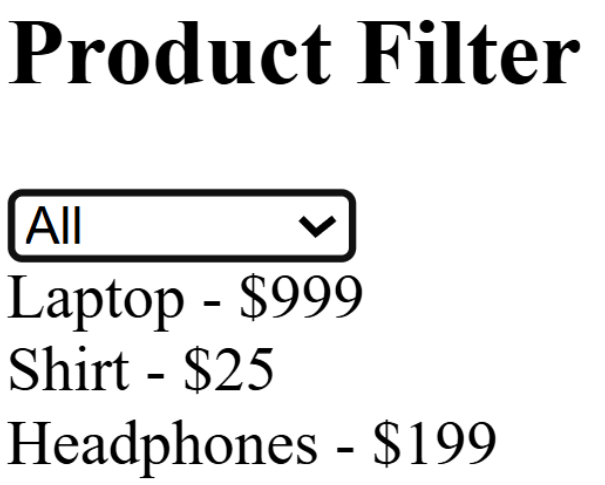 Product Filter
All
Laptop - $999
Shirt - $25
Headphones - $199